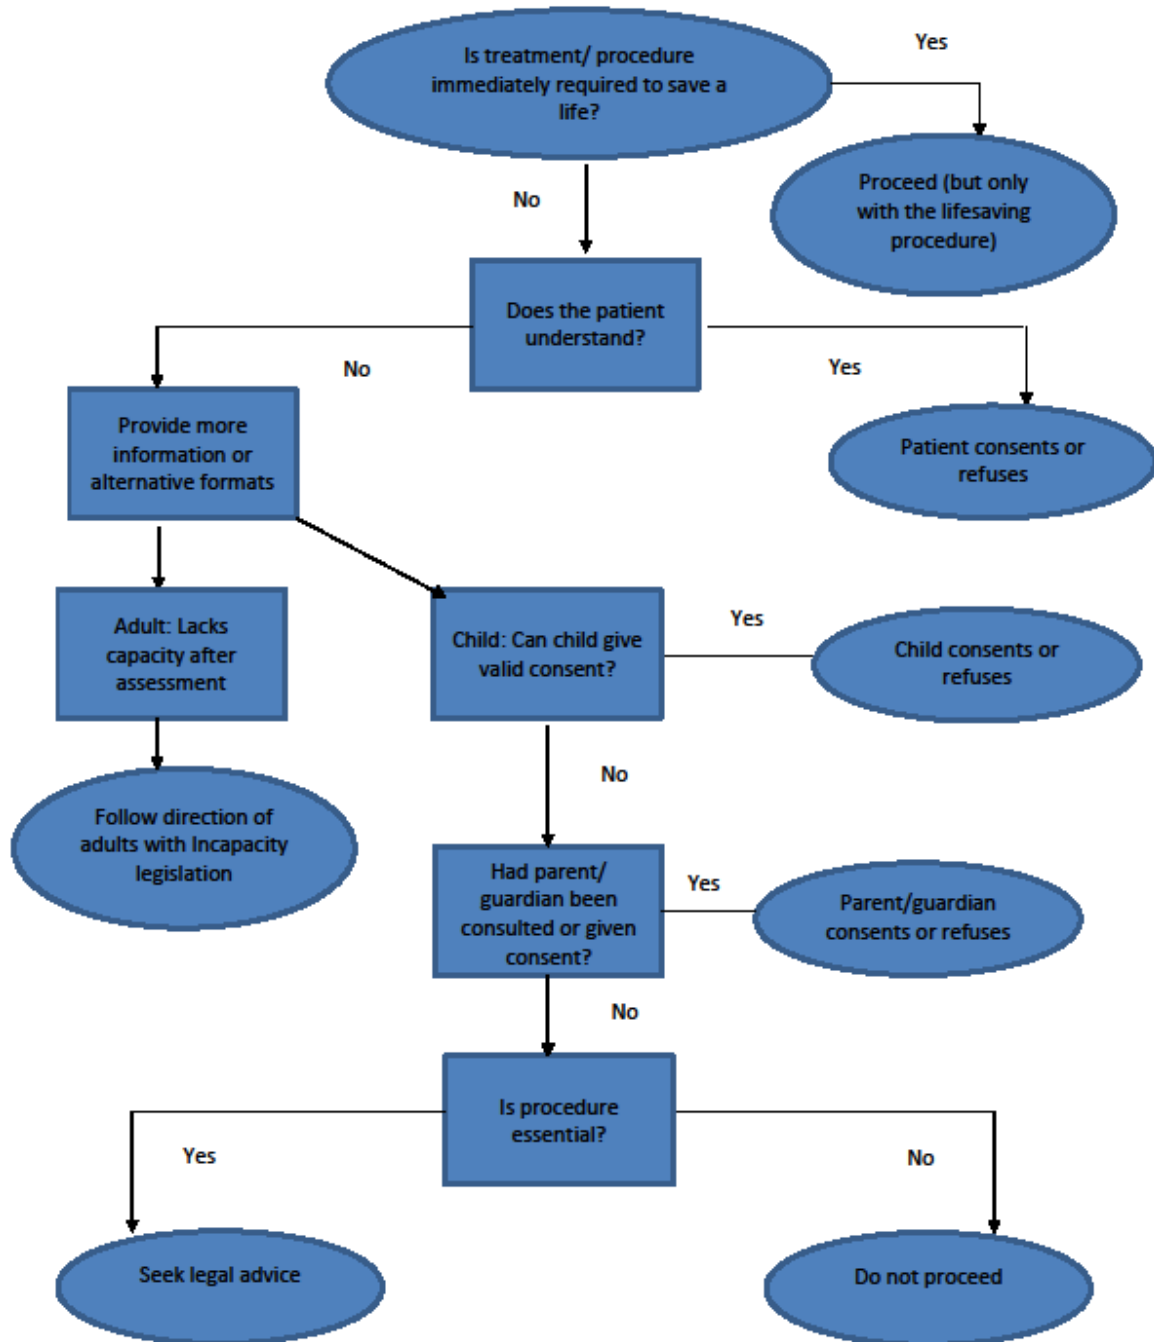 Is treatment/ procedure
immediately required to save a
life?
Yes
Proceed (but only
with the lifesaving
procedure)
No
Does the patient
understand?
No
Yes
Provide more
information or
alternative formats
Patient consents or
refuses
Adult: Lacks
capacity after
assessment
Child: Can child give
valid consent?
Yes
Child consents or
refuses
No
Follow direction of
adults with Incapacity
legislation
Had parent/
guardian been
consulted or given
consent?
Yes
Parent/guardian
consents or refuses
No
Is procedure
essential?
Yes
No
Seek legal advice
Do not proceed